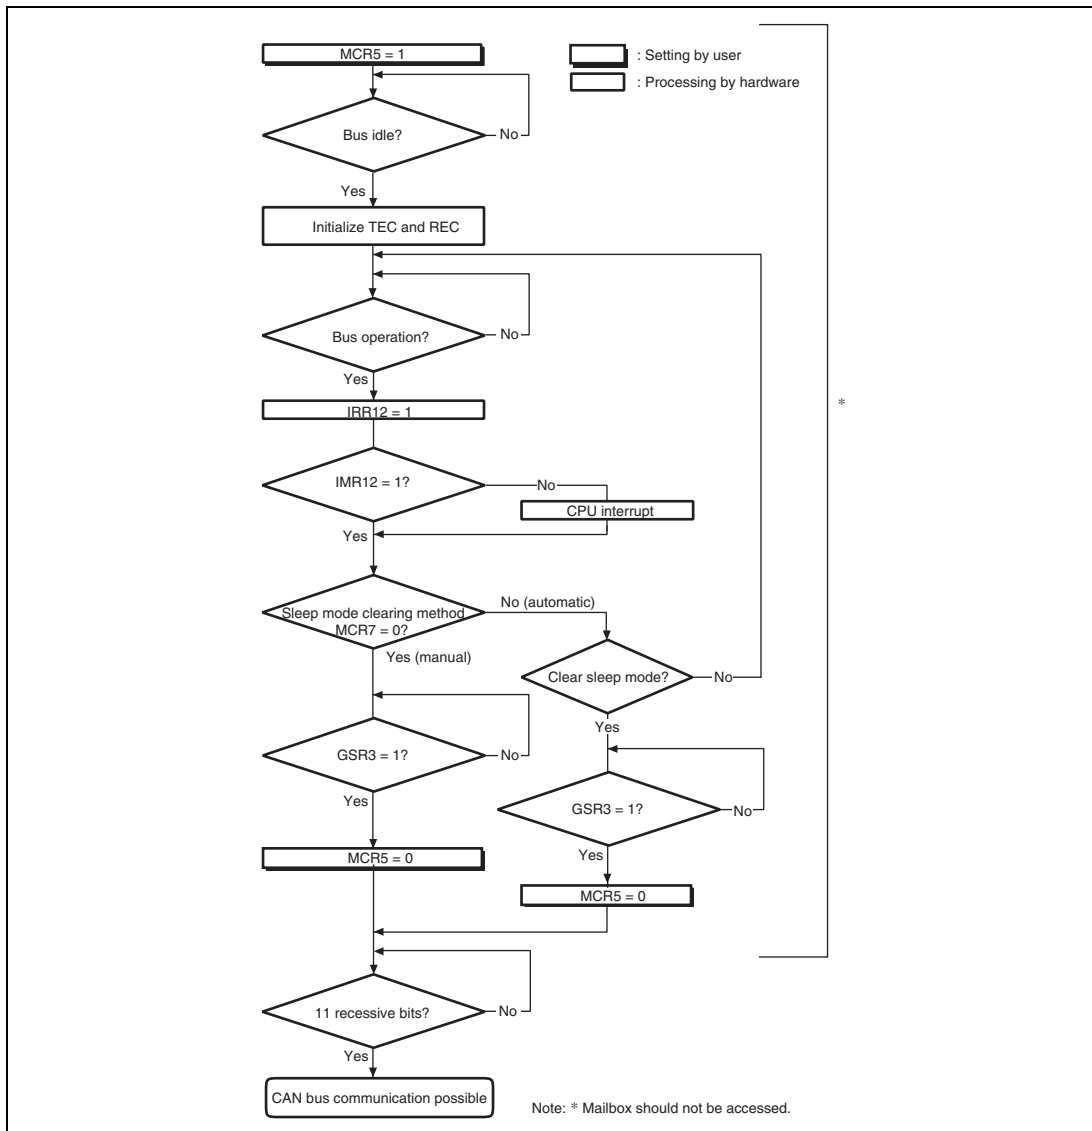 MCR5 = 1
: Setting by user
: Processing by hardware
Bus idle?
No
Yes
Initialize TEC and REC
Bus operation?
No
Yes
IRR12 = 1
*
IMR12 = 1?
No
CPU interrupt
Yes
Sleep mode clearing method
MCR7 = 0?
No (automatic)
Yes (manual)
Clear sleep mode?
No
Yes
GSR3 = 1?
No
Yes
GSR3 = 1?
No
Yes
MCR5 = 0
MCR5 = 0
11 recessive bits?
No
Yes
CAN bus communication possible
Note: * Mailbox should not be accessed.